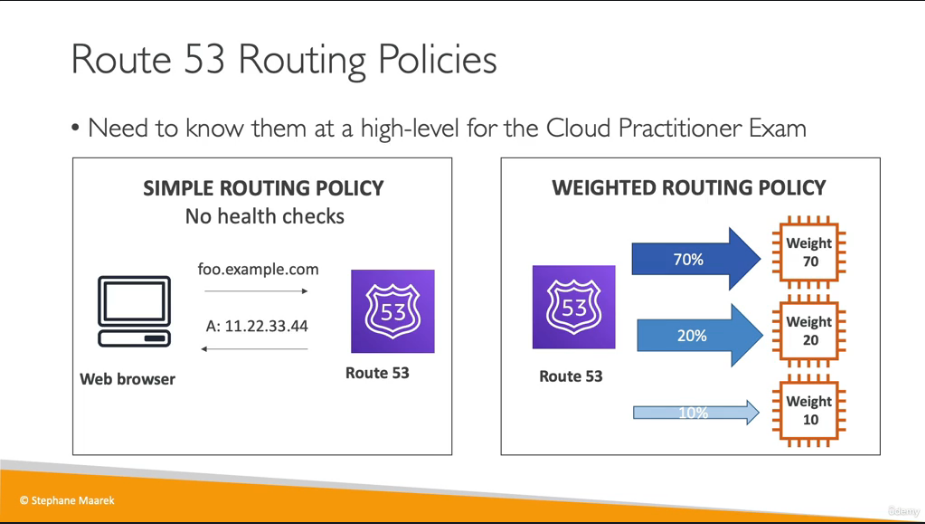 Route 53 Routing Policies
• Need to know them at a high-level for the Cloud Practitioner Exam
SIMPLE ROUTING POLICY
No health checks
foo.example.com
A: 11.22.33.44
53
Web browser
Route 53
WEIGHTED ROUTING POLICY
53
Route 53
70%
Weight
70
20%
Weight
20
10%
Weight
10
© Stephane Maarek
Udemy